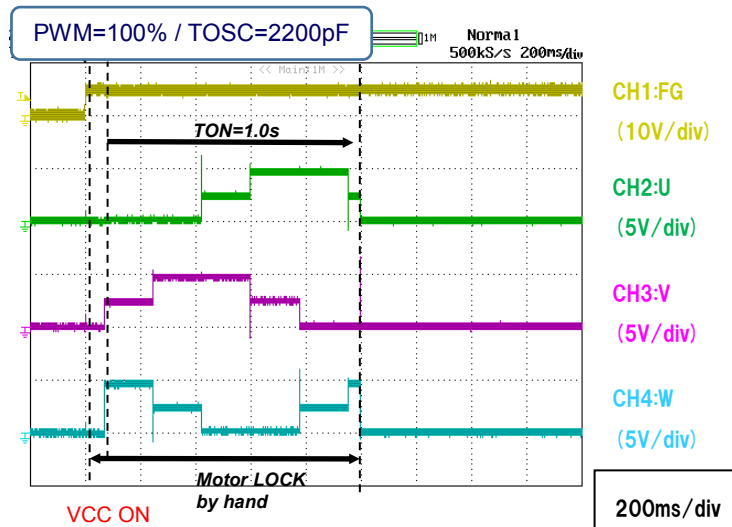 PWM=100% / TOSC=2200pF
1M
Normal
500kS/s 200ms/div
<< Main:1M >>
CH1:FG
(10V/div)
TON=1.0s
CH2:U
(5V/div)
CH3:V
(5V/div)
CH4:W
(5V/div)
Motor LOCK
by hand
VCC ON
200ms/div